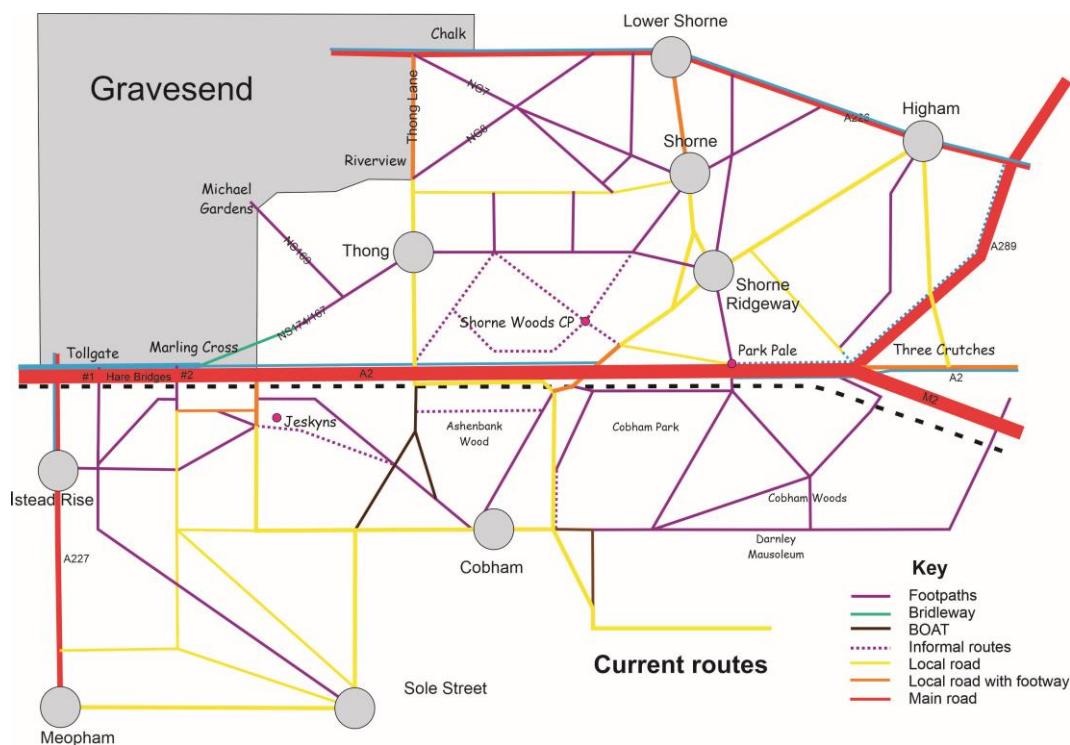 Lower Shorne
Chalk
Gravesend
NG7
Thong Lane
NG8
A226
Higham
Shorne
Riverview
Michael
Gardens
NS169
Thong
A289
Shorne
Ridgeway
NS174/167
Shorne Woods CP
Tollgate
Marling Cross
Park Pale
Three Crutches
#1
Hare Bridges
#2
A2
A2
M2
Jeskyns
Ashenbank
Wood
Cobham Park
Istead Rise
Cobham Woods
Darnley
Mausoleum
A227
Cobham
Key
Footpaths
Bridleway
BOAT
Informal routes
Local road
Local road with footway
Main road
Current routes
Sole Street
Meopham